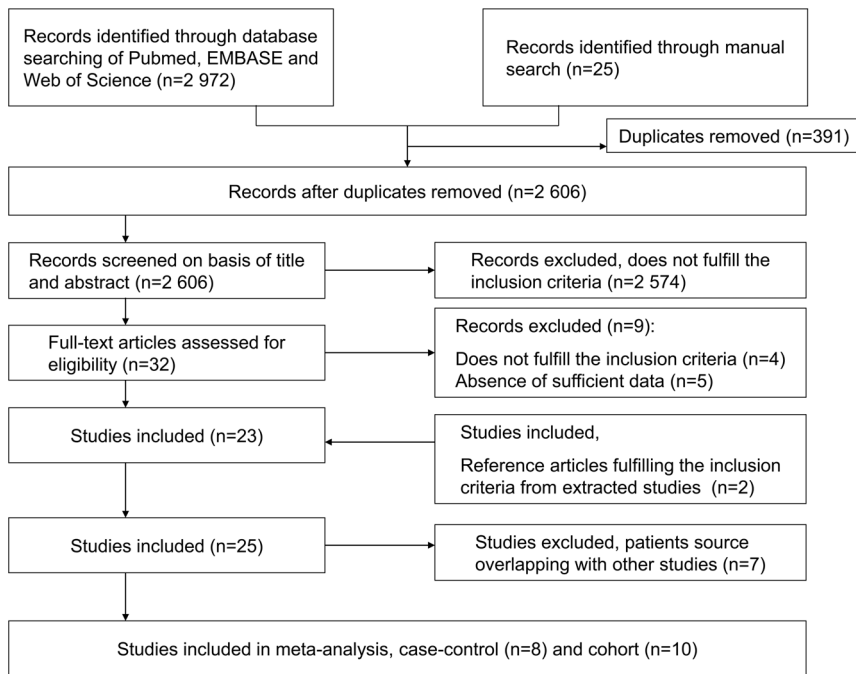 Records identified through database
searching of Pubmed, EMBASE and
Web of Science (n=2 972)
Records identified through manual
search (n=25)
Duplicates removed (n=391)
Records after duplicates removed (n=2 606)
Records screened on basis of title
and abstract (n=2 606)
Records excluded, does not fulfill the
inclusion criteria (n=2 574)
Full-text articles assessed for
eligibility (n=32)
Records excluded (n=9):
Does not fulfill the inclusion criteria (n=4)
Absence of sufficient data (n=5)
Studies included (n=23)
Studies included,
Reference articles fulfilling the inclusion
criteria from extracted studies (n=2)
Studies included (n=25)
Studies excluded, patients source
overlapping with other studies (n=7)
Studies included in meta-analysis, case-control (n=8) and cohort (n=10)